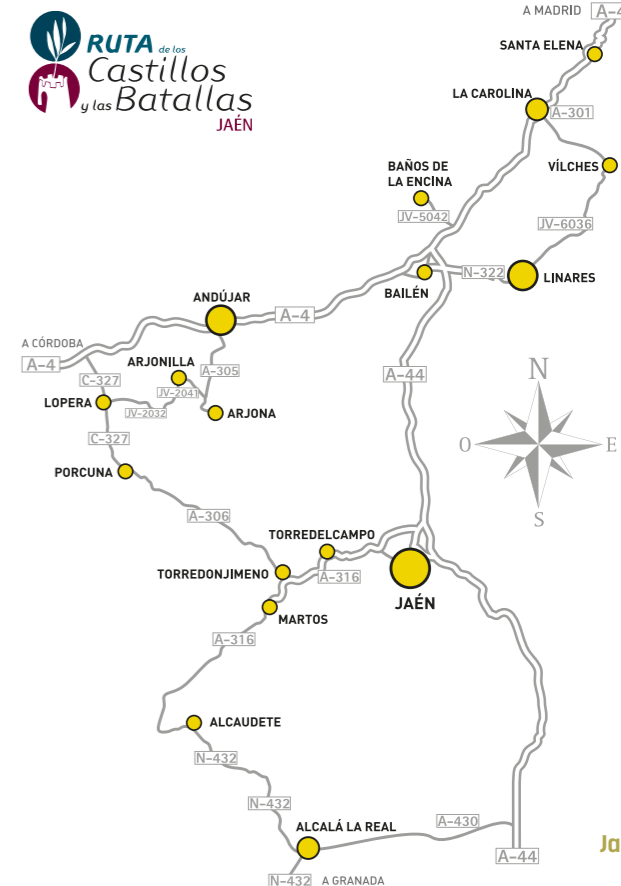 A MADRID A-4
RUTA de los
Castillos
y las Batallas
JAÉN
SANTA ELENA
LA CAROLINA
A-301
BAÑOS DE
LA ENCINA
VÍLCHES
JV-5042
JV-6036
N-322
LINARES
BAILÉN
ANDÚJAR
A-4
A CÓRDOBA
A-4
ARJONILLA
A-305
A-44
N
C-327
JV-2041
LOPERA
JV-2032
ARJONA
C-327
O
E
PORCUNA
S
A-306
TORREDELCAMPO
TORREDONJIMENO
A-316
JAÉN
MARTOS
A-316
ALCAUDETE
N-432
N-432
ALCALÁ LA REAL
A-430
Ja
A-44
N-432 A GRANADA